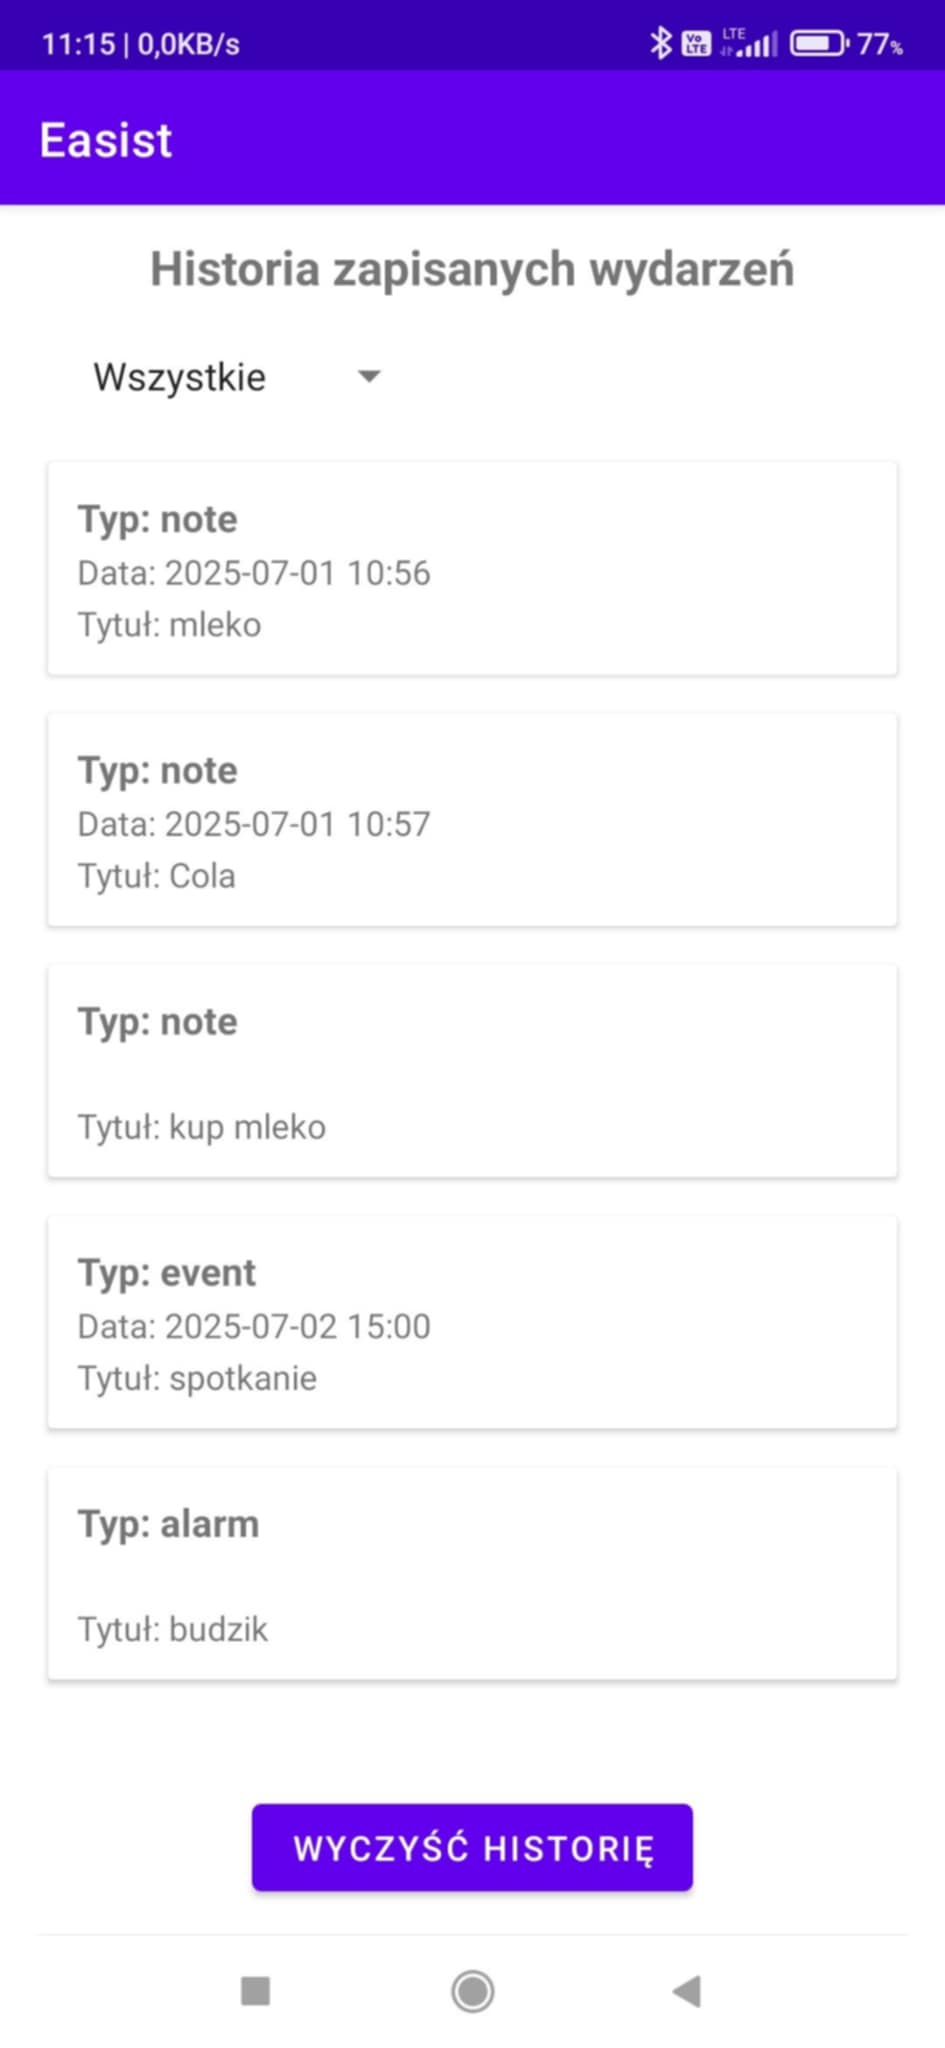 11:15 | 0,0KB/s Vo LTE LTE 77%
Easist
Historia zapisanych wydarzeń
Wszystkie
Typ: note
Data: 2025-07-01 10:56
Tytuł: mleko
Typ: note
Data: 2025-07-01 10:57
Tytuł: Cola
Typ: note
Tytuł: kup mleko
Typ: event
Data: 2025-07-02 15:00
Tytuł: spotkanie
Typ: alarm
Tytuł: budzik
WYCZYŚĆ HISTORIĘ